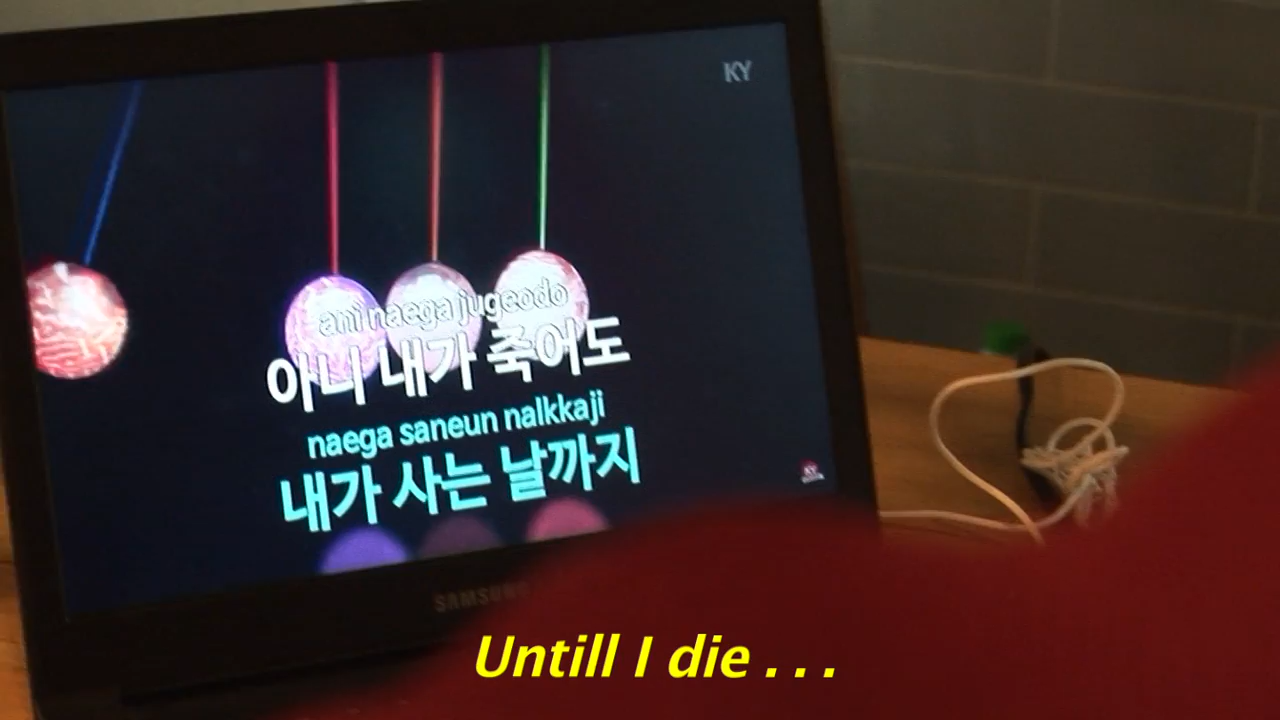 KY
ani naega jugeodo
아니 내가 죽어도
naega saneun nalkkaji
내가 사는 날까지
KY
SAMSUNG
Untill I die . . .